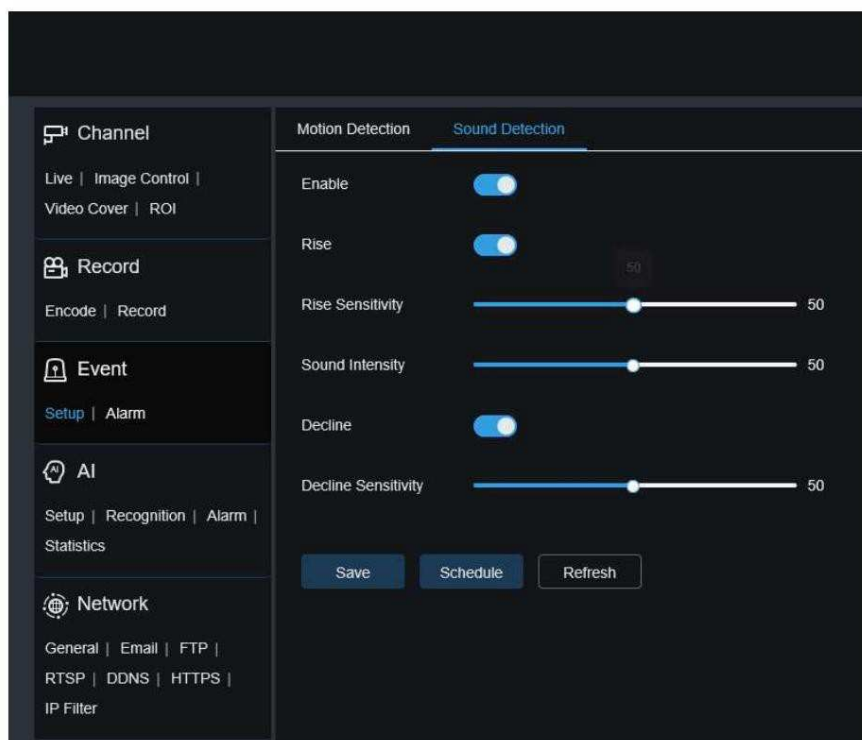 Channel
Live | Image Control |
Video Cover | ROI
Record
Encode | Record
Event
Setup | Alarm
AI
Setup | Recognition | Alarm |
Statistics
Network
General | Email | FTP |
RTSP | DDNS | HTTPS |
IP Filter
Motion Detection Sound Detection
Enable
Rise
50
Rise Sensitivity 50
Sound Intensity 50
Decline
Decline Sensitivity 50
Save Schedule Refresh